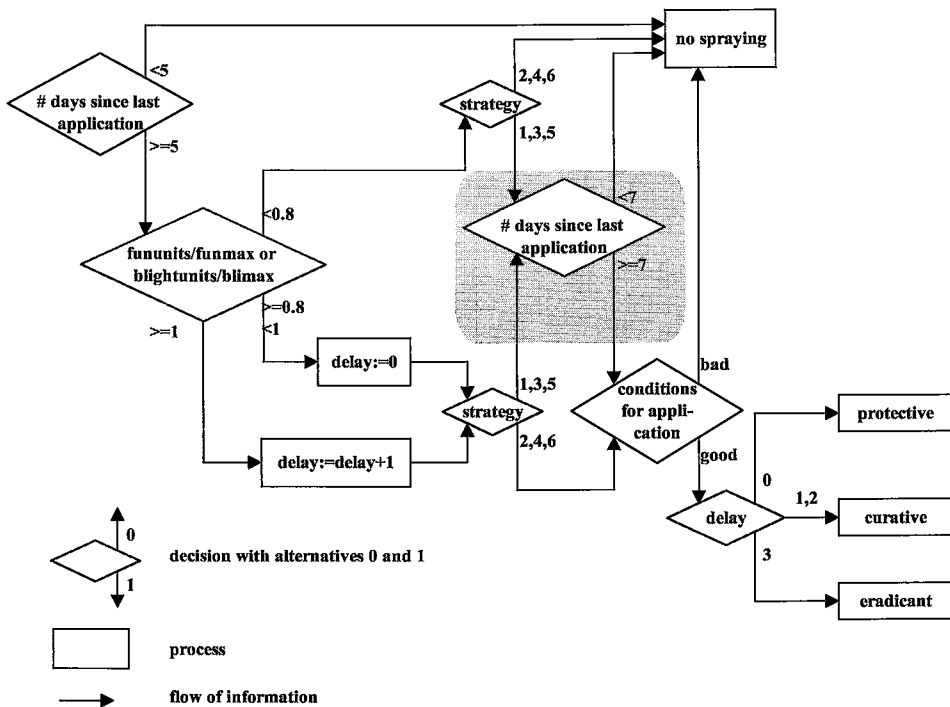 no spraying
<5
# days since last
application
>=5
2,4,6
strategy
1,3,5
<0.8
<7
# days since last
application
>=7
fununits/funmax or
blightunits/blimax
>=0.8
<1
>=1
delay:=0
1,3,5
strategy
2,4,6
delay:=delay+1
bad
conditions
for appli-
cation
good
protective
0
1,2
delay
curative
3
eradicant
0
decision with alternatives 0 and 1
1
process
flow of information